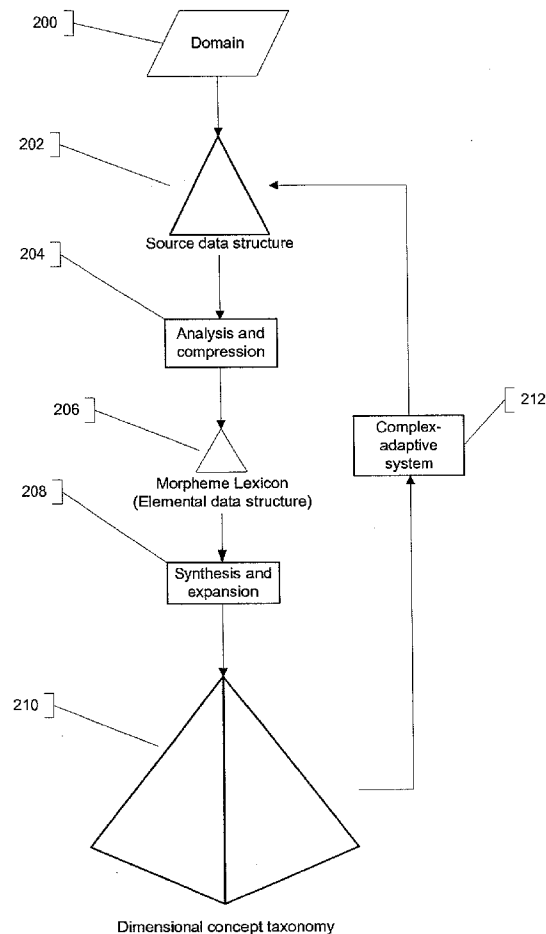 200
Domain
202
Source data structure
204
Analysis and
compression
206
Morpheme Lexicon
(Elemental data structure)
212
Complex-
adaptive
system
208
Synthesis and
expansion
210
Dimensional concept taxonomy